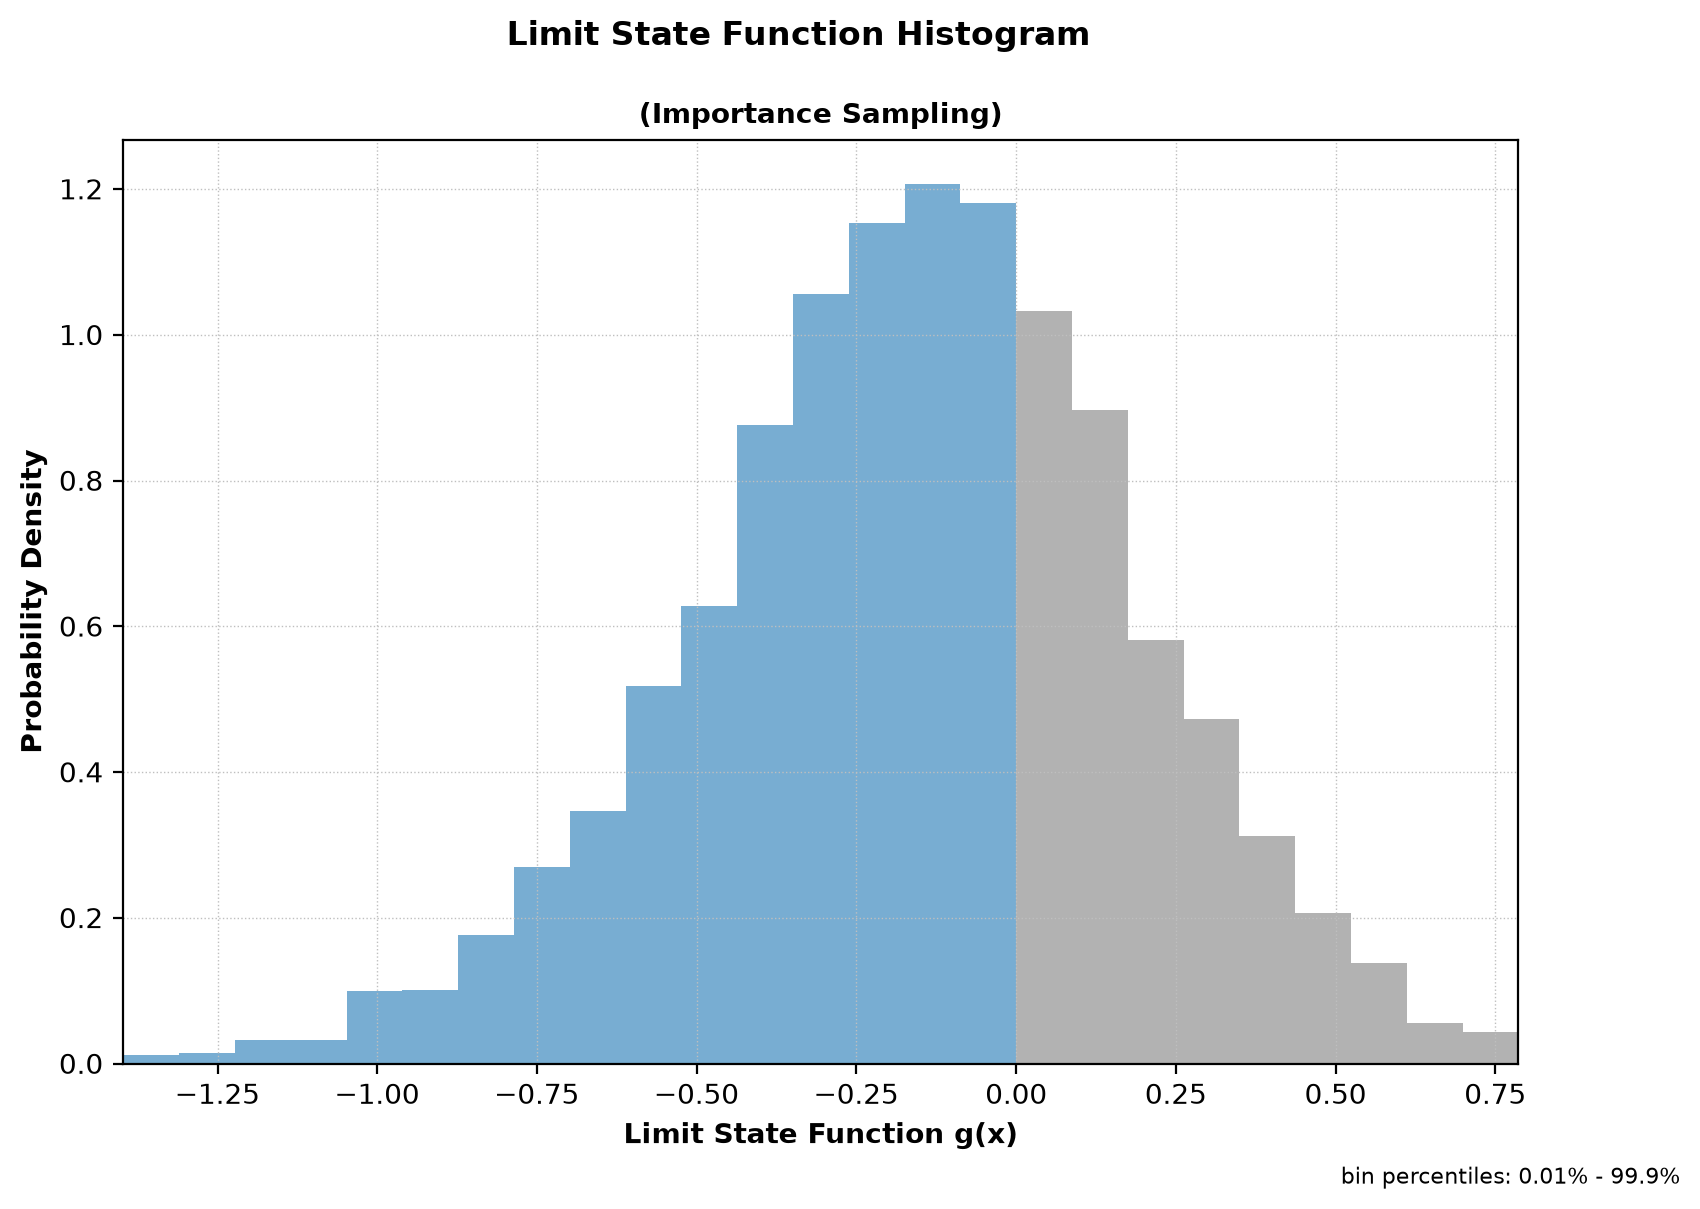 Limit State Function Histogram
(Importance Sampling)
Probability Density
1.2
1.0
0.8
0.6
0.4
0.2
0.0
−1.25 −1.00 −0.75 −0.50 −0.25 0.00 0.25 0.50 0.75
Limit State Function g(x)
bin percentiles: 0.01% - 99.9%